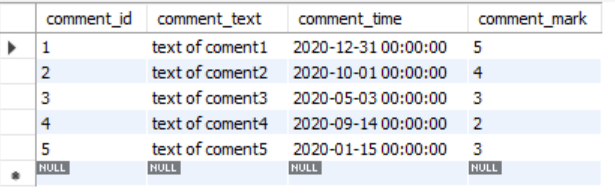 comment_id comment_text comment_time comment_mark
1 text of coment1 2020-12-31 00:00:00 5
2 text of coment2 2020-10-01 00:00:00 4
3 text of coment3 2020-05-03 00:00:00 3
4 text of coment4 2020-09-14 00:00:00 2
5 text of coment5 2020-01-15 00:00:00 3
NULL NULL NULL NULL